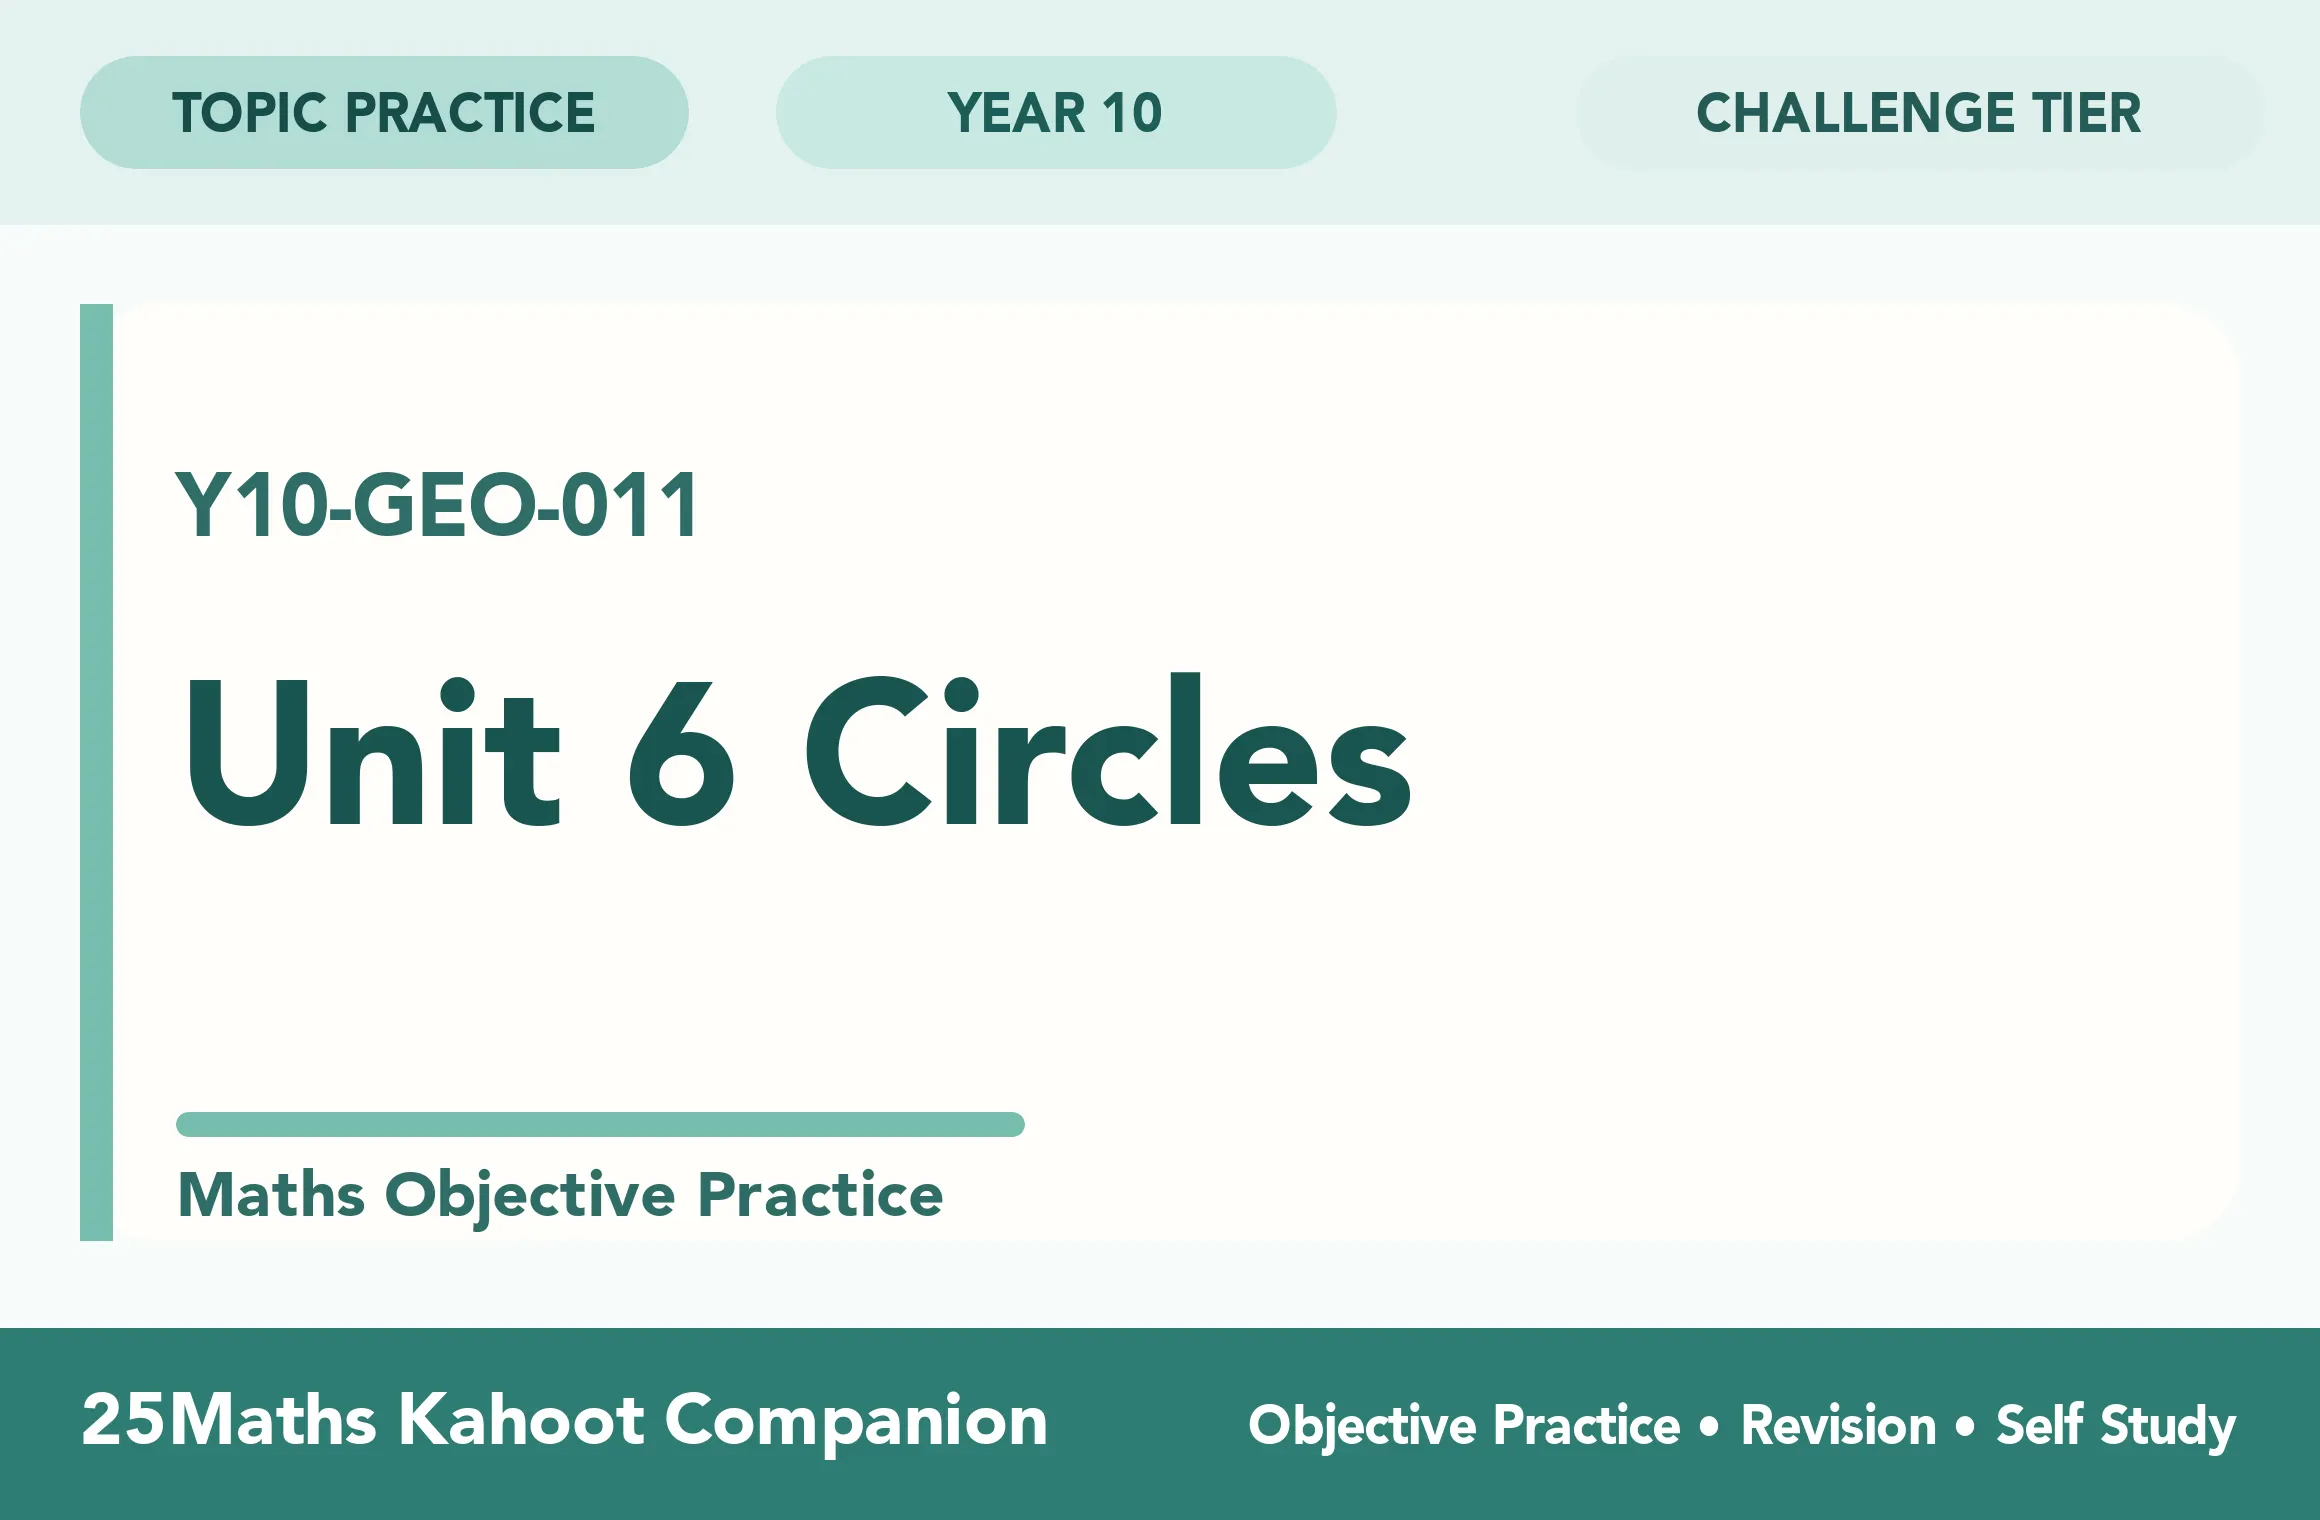 TOPIC PRACTICE
YEAR 10
CHALLENGE TIER
Y10-GEO-011
Unit 6 Circles
Maths Objective Practice
25Maths Kahoot Companion
Objective Practice • Revision • Self Study